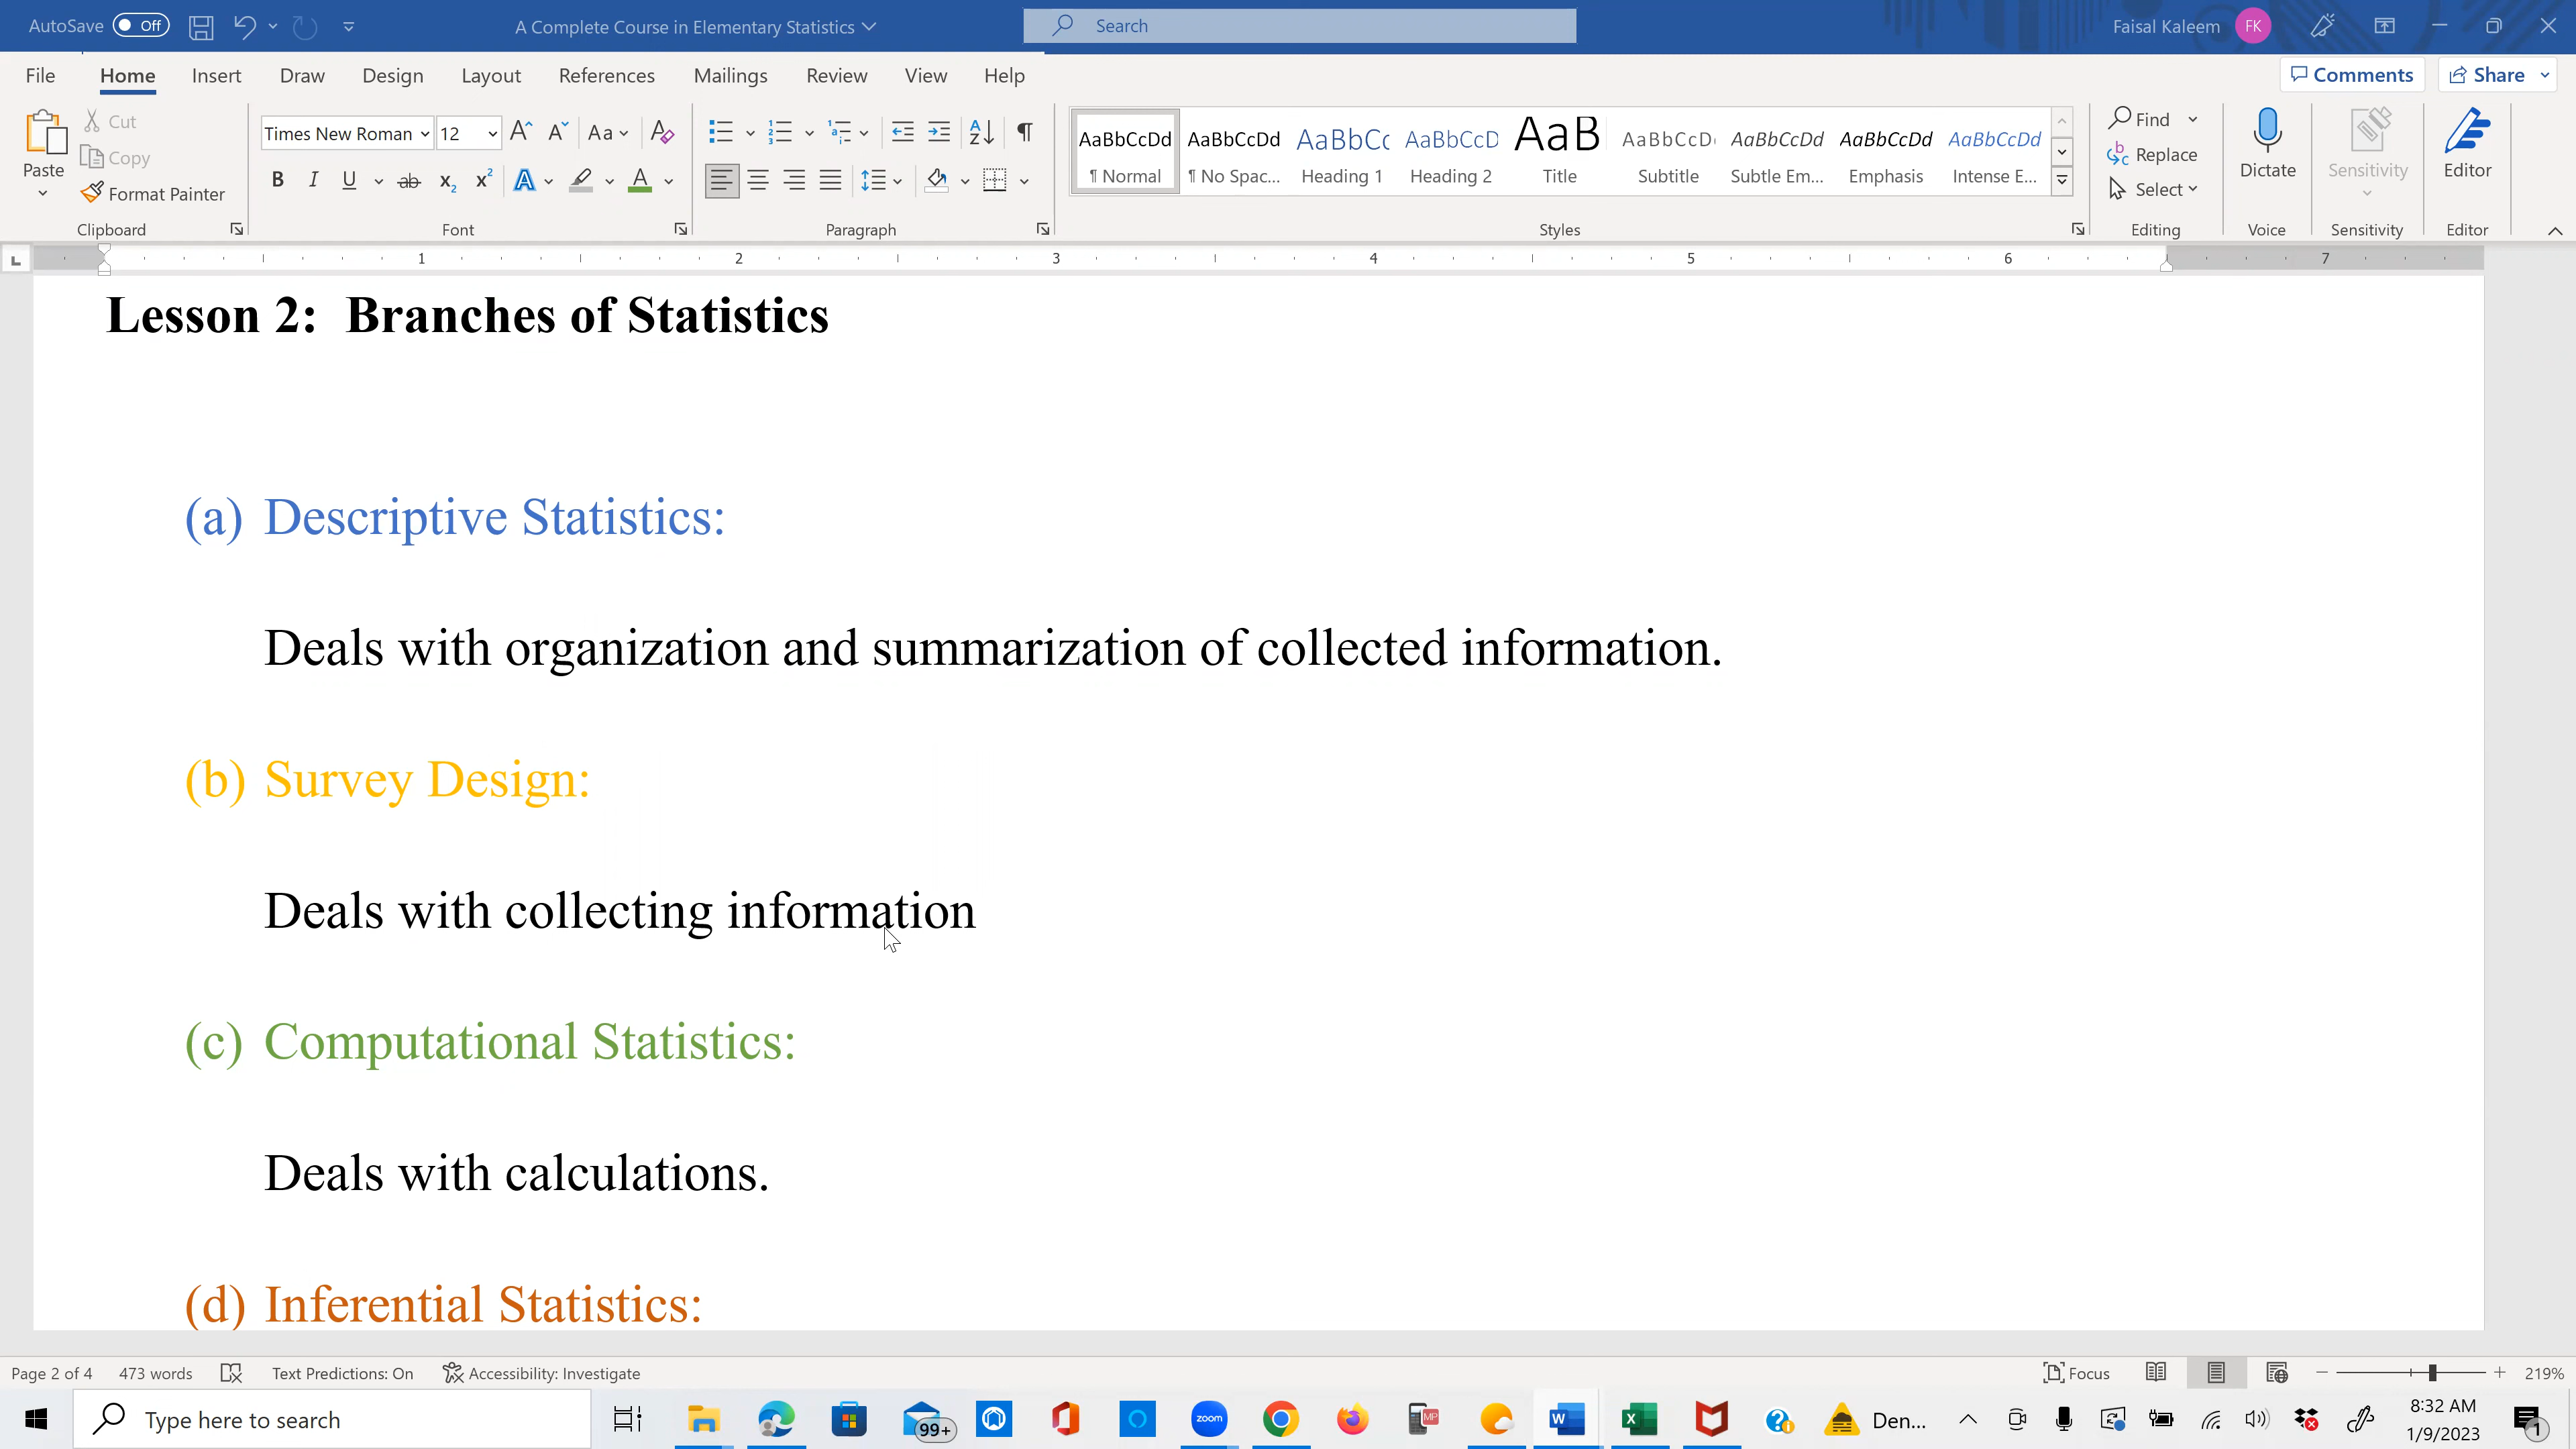 AutoSave Off A Complete Course in Elementary Statistics Search Faisal Kaleem FK
File Home Insert Draw Design Layout References Mailings Review View Help Comments Share
Paste Cut Copy Format Painter Clipboard
Times New Roman 12 Aa Font
Paragraph
AaBbCcDd ¶ Normal
AaBbCcDd ¶ No Spac...
AaBbCc Heading 1
AaBbCcD Heading 2
AaB Title
AaBbCcD Subtitle
AaBbCcDd Subtle Em...
AaBbCcDd Emphasis
AaBbCcDd Intense E...
Styles
Find Replace Select Editing
Dictate Voice
Sensitivity Sensitivity
Editor Editor
1 2 3 4 5 6 7
Lesson 2: Branches of Statistics
(a) Descriptive Statistics:
Deals with organization and summarization of collected information.
(b) Survey Design:
Deals with collecting information
(c) Computational Statistics:
Deals with calculations.
(d) Inferential Statistics:
Page 2 of 4 473 words Text Predictions: On Accessibility: Investigate Focus 219%
Type here to search 99+ zoom Den... 8:32 AM
1/9/2023 1